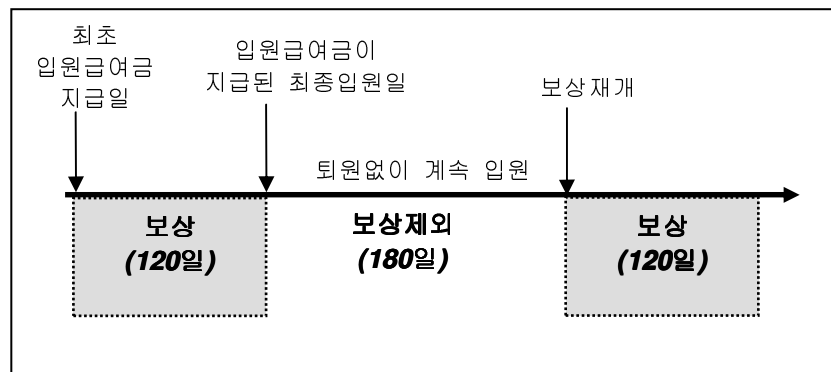 최초
입원급여금
지급일
입원급여금이
지급된 최종입원일
보상재개
퇴원없이 계속 입원
보상
(120일)
보상제외
(180일)
보상
(120일)